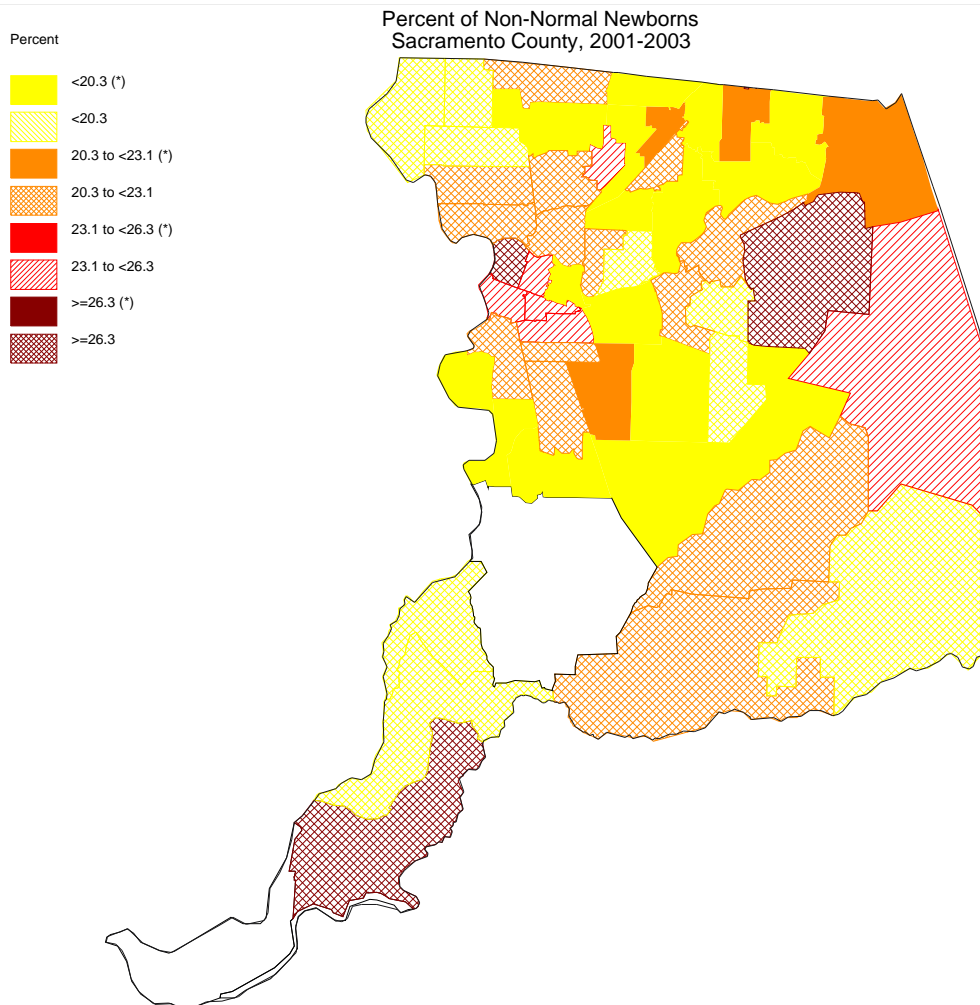 Percent of Non-Normal Newborns
Sacramento County, 2001-2003
Percent
<20.3 (*)
<20.3
20.3 to <23.1 (*)
20.3 to <23.1
23.1 to <26.3 (*)
23.1 to <26.3
>=26.3 (*)
>=26.3